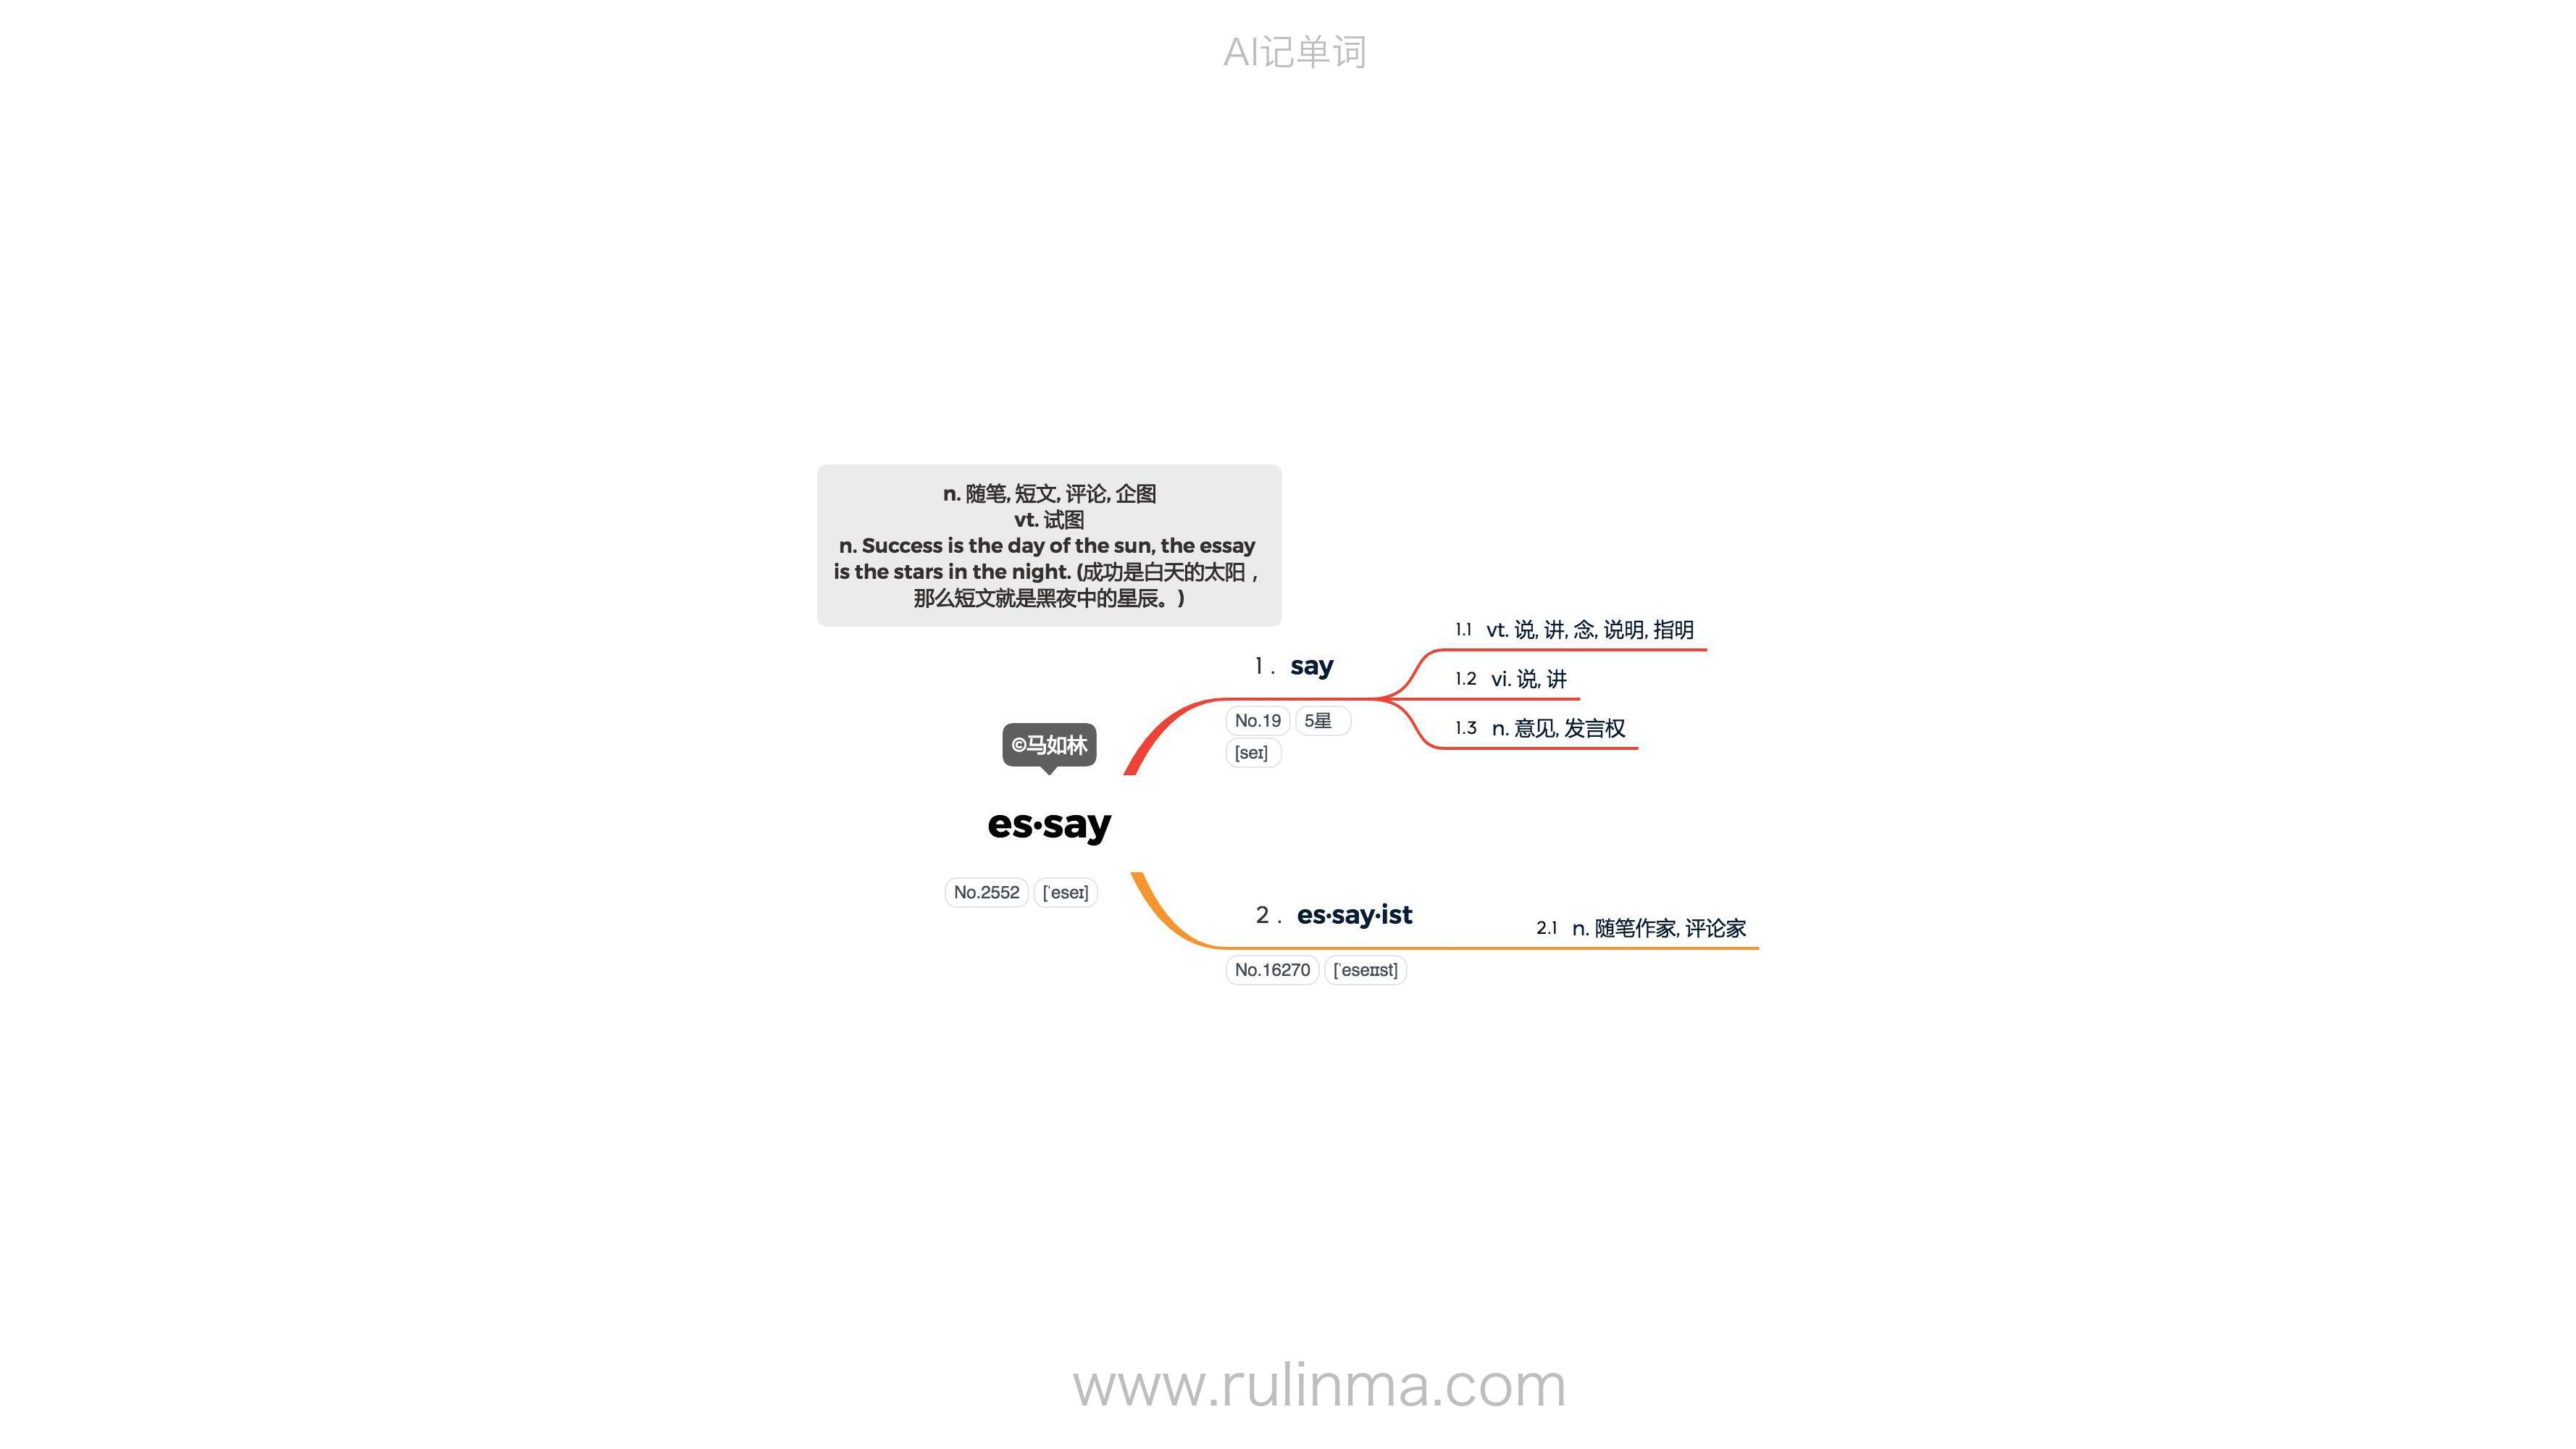 AI记单词
n. 随笔, 短文, 评论, 企图
vt. 试图
n. Success is the day of the sun, the essay
is the stars in the night. (成功是白天的太阳，
那么短文就是黑夜中的星辰。)
1. say
No.19 5星
[seɪ]
1.1 vt. 说, 讲, 念, 说明, 指明
1.2 vi. 说, 讲
1.3 n. 意见, 发言权
©马如林
es·say
No.2552 [ˈeseɪ]
2. es·say·ist
No.16270 [ˈeseɪɪst]
2.1 n. 随笔作家, 评论家
www.rulinma.com